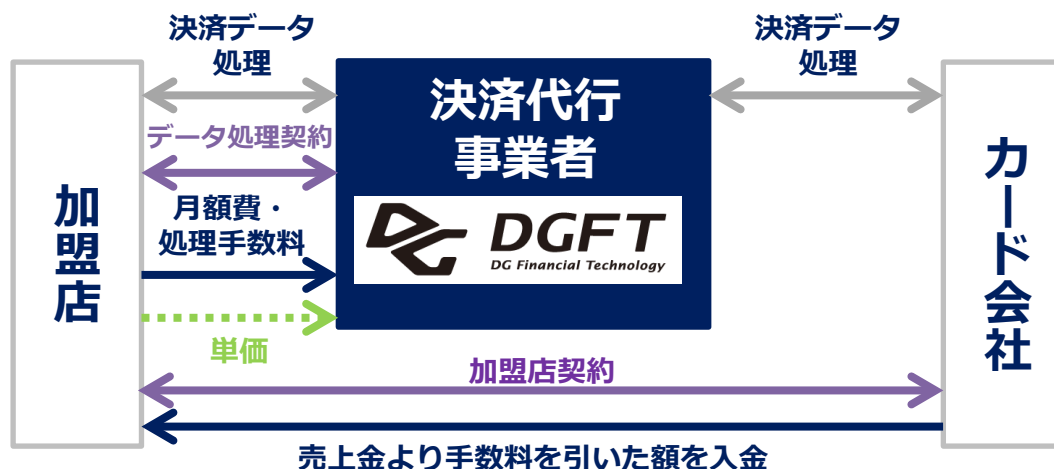 決済データ
処理
決済データ
処理
加盟店
決済代行
事業者
カード会社
データ処理契約
月額費・
処理手数料
DGFT
DG Financial Technology
単価
加盟店契約
売上金より手数料を引いた額を入金